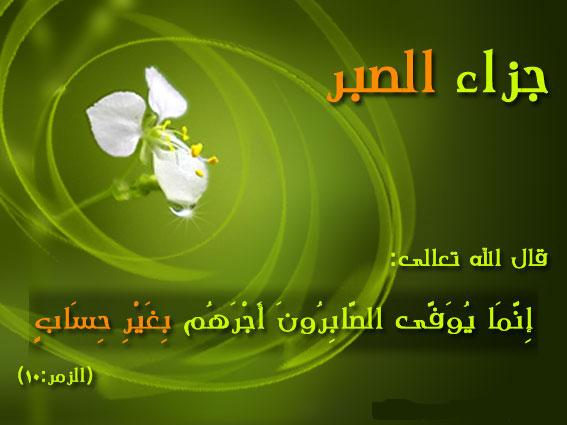 جزاء الصبر
قال الله تعالى:
إِنَّمَا يُوَفَّى الصَّابِرُونَ أَجْرَهُم بِغَيْرِ حِسَابٍ
(الزمر:١٠)